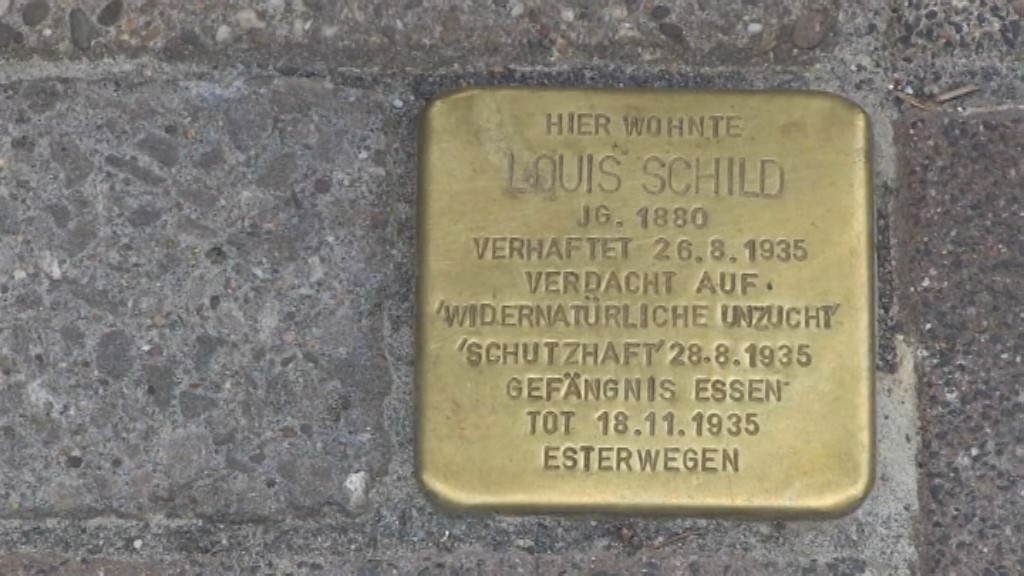 HIER WOHNTE
LOUIS SCHILD
JG. 1880
VERHAFTET 26.8.1935
VERDACHT AUF
'WIDERNATÜRLICHE UNZUCHT'
'SCHUTZHAFT' 28.8.1935
GEFÄNGNIS ESSEN
TOT 18.11.1935
ESTERWEGEN